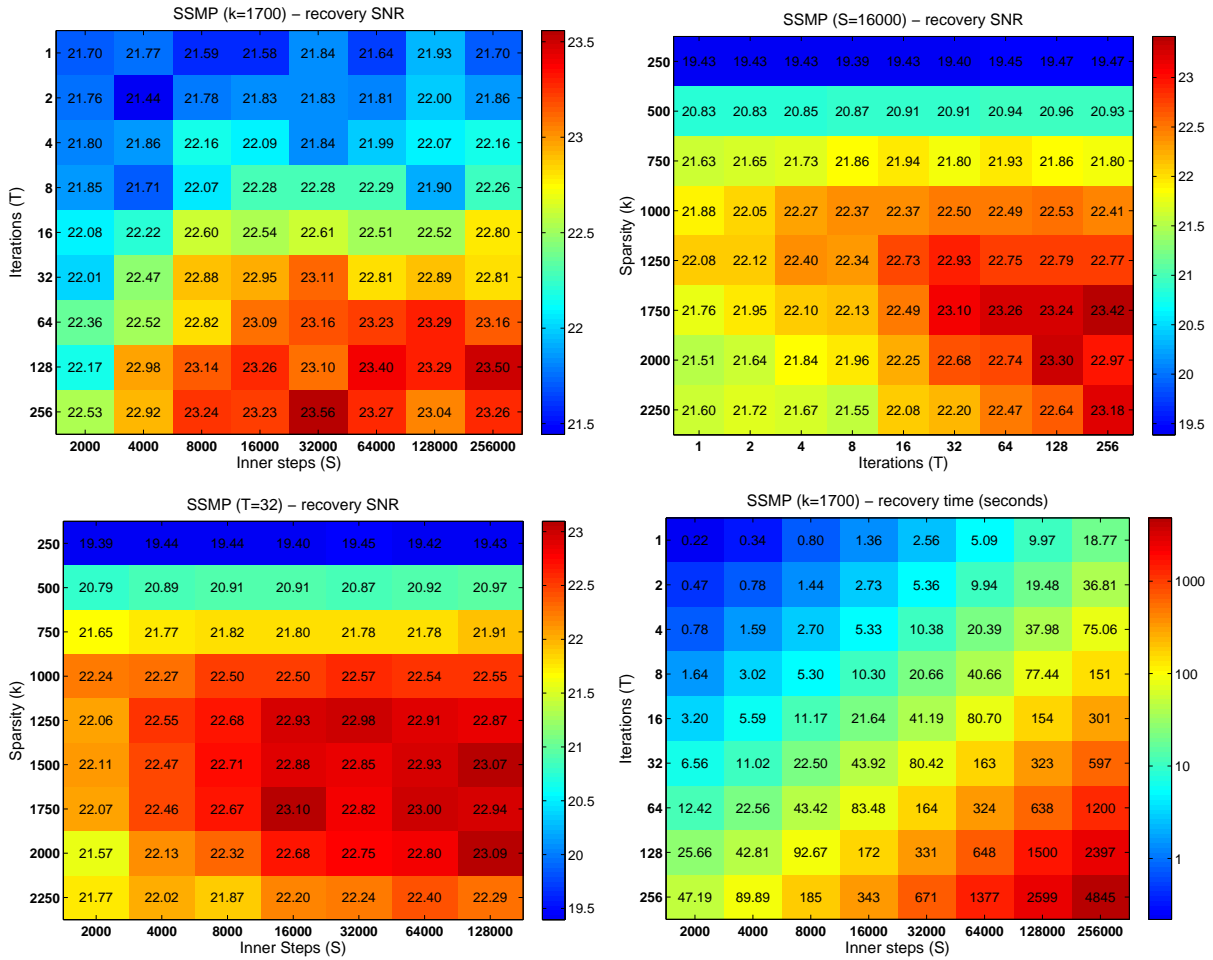 SSMP (k=1700) – recovery SNR
1 21.70 21.77 21.59 21.58 21.84 21.64 21.93 21.70
2 21.76 21.44 21.78 21.83 21.83 21.81 22.00 21.86
4 21.80 21.86 22.16 22.09 21.84 21.99 22.07 22.16
8 21.85 21.71 22.07 22.28 22.28 22.29 21.90 22.26
16 22.08 22.22 22.60 22.54 22.61 22.51 22.52 22.80
32 22.01 22.47 22.88 22.95 23.11 22.81 22.89 22.81
64 22.36 22.52 22.82 23.09 23.16 23.23 23.29 23.16
128 22.17 22.98 23.14 23.26 23.10 23.40 23.29 23.50
256 22.53 22.92 23.24 23.23 23.56 23.27 23.04 23.26
2000 4000 8000 16000 32000 64000 128000 256000
Inner steps (S)
Iterations (T)
23.5
23
22.5
22
21.5
SSMP (S=16000) – recovery SNR
250 19.43 19.43 19.43 19.39 19.43 19.40 19.45 19.47 19.47
500 20.83 20.83 20.85 20.87 20.91 20.91 20.94 20.96 20.93
750 21.63 21.65 21.73 21.86 21.94 21.80 21.93 21.86 21.80
1000 21.88 22.05 22.27 22.37 22.37 22.50 22.49 22.53 22.41
1250 22.08 22.12 22.40 22.34 22.73 22.93 22.75 22.79 22.77
1750 21.76 21.95 22.10 22.13 22.49 23.10 23.26 23.24 23.42
2000 21.51 21.64 21.84 21.96 22.25 22.68 22.74 23.30 22.97
2250 21.60 21.72 21.67 21.55 22.08 22.20 22.47 22.64 23.18
1 2 4 8 16 32 64 128 256
Iterations (T)
Sparsity (k)
23
22.5
22
21.5
21
20.5
20
19.5
SSMP (T=32) – recovery SNR
250 19.39 19.44 19.44 19.40 19.45 19.42 19.43
500 20.79 20.89 20.91 20.91 20.87 20.92 20.97
750 21.65 21.77 21.82 21.80 21.78 21.78 21.91
1000 22.24 22.27 22.50 22.50 22.57 22.54 22.55
1250 22.06 22.55 22.68 22.93 22.98 22.91 22.87
1500 22.11 22.47 22.71 22.88 22.85 22.93 23.07
1750 22.07 22.46 22.67 23.10 22.82 23.00 22.94
2000 21.57 22.13 22.32 22.68 22.75 22.80 23.09
2250 21.77 22.02 21.87 22.20 22.24 22.40 22.29
2000 4000 8000 16000 32000 64000 128000
Inner Steps (S)
Sparsity (k)
23
22.5
22
21.5
21
20.5
20
19.5
SSMP (k=1700) – recovery time (seconds)
1 0.22 0.34 0.80 1.36 2.56 5.09 9.97 18.77
2 0.47 0.78 1.44 2.73 5.36 9.94 19.48 36.81
4 0.78 1.59 2.70 5.33 10.38 20.39 37.98 75.06
8 1.64 3.02 5.30 10.30 20.66 40.66 77.44 151
16 3.20 5.59 11.17 21.64 41.19 80.70 154 301
32 6.56 11.02 22.50 43.92 80.42 163 323 597
64 12.42 22.56 43.42 83.48 164 324 638 1200
128 25.66 42.81 92.67 172 331 648 1500 2397
256 47.19 89.89 185 343 671 1377 2599 4845
2000 4000 8000 16000 32000 64000 128000 256000
Inner steps (S)
Iterations (T)
1000
100
10
1